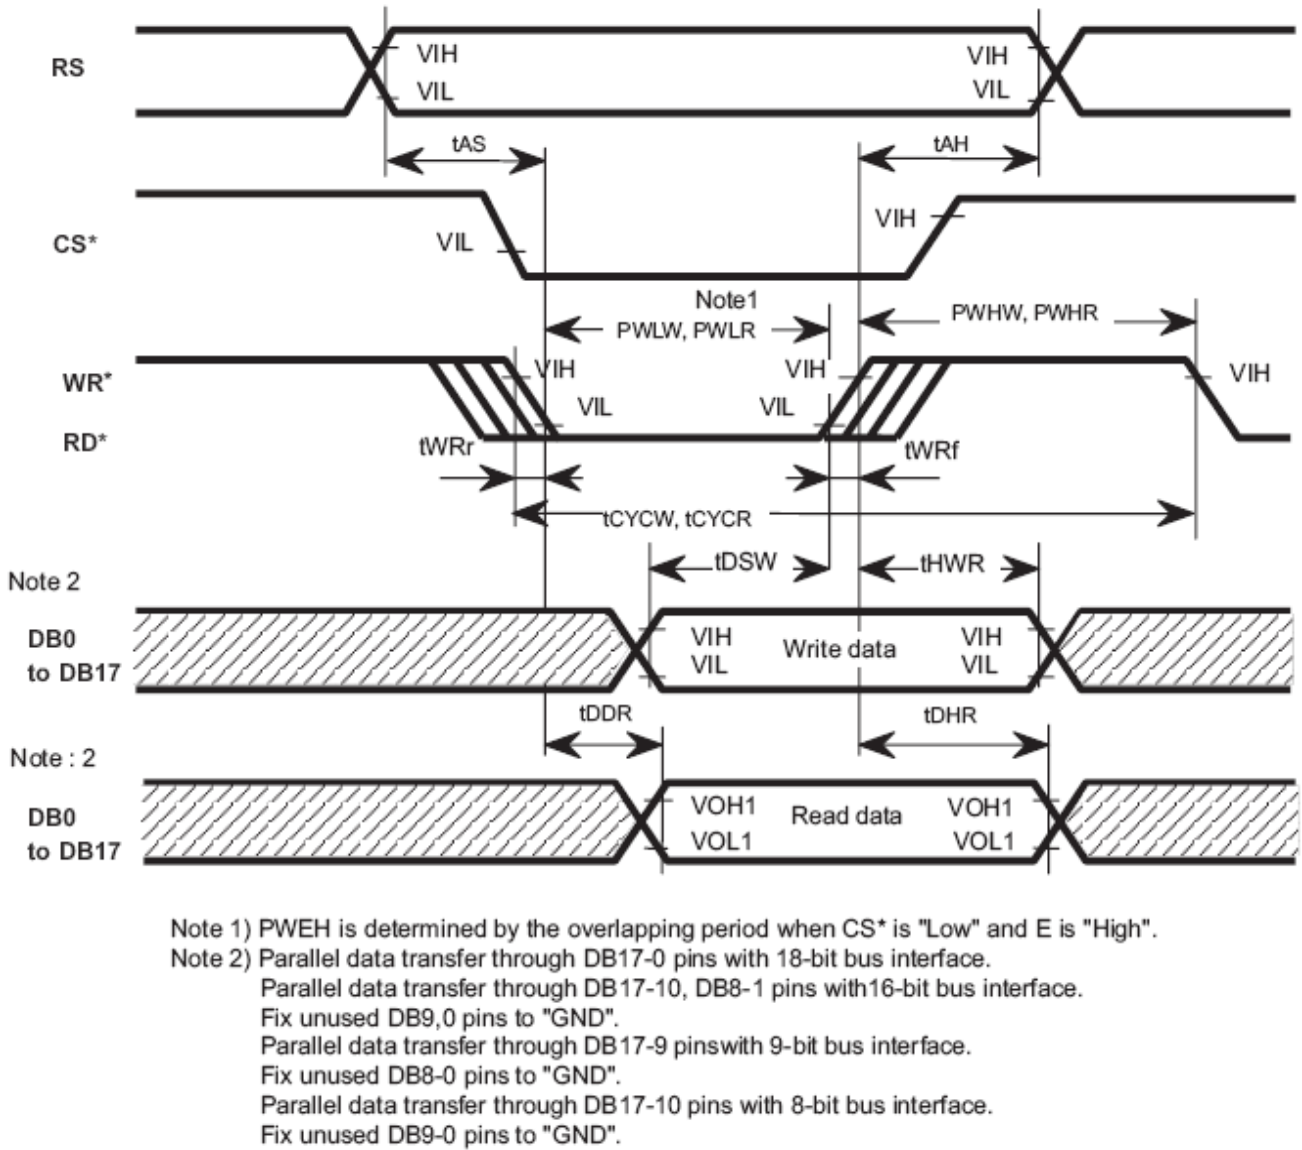 RS
VIH
VIL
VIH
VIL
tAS
tAH
CS*
VIL
VIH
Note1
PWLW, PWLR
PWHW, PWHR
WR*
RD*
VIH
VIL
VIH
VIL
VIH
tWRr
tWRf
tCYCW, tCYCR
tDSW
tHWR
Note 2
DB0
to DB17
VIH
VIL
Write data
VIH
VIL
tDDR
tDHR
Note : 2
DB0
to DB17
VOH1
VOL1
Read data
VOH1
VOL1
Note 1) PWEH is determined by the overlapping period when CS* is "Low" and E is "High".
Note 2) Parallel data transfer through DB17-0 pins with 18-bit bus interface.
Parallel data transfer through DB17-10, DB8-1 pins with16-bit bus interface.
Fix unused DB9,0 pins to "GND".
Parallel data transfer through DB17-9 pinswith 9-bit bus interface.
Fix unused DB8-0 pins to "GND".
Parallel data transfer through DB17-10 pins with 8-bit bus interface.
Fix unused DB9-0 pins to "GND".